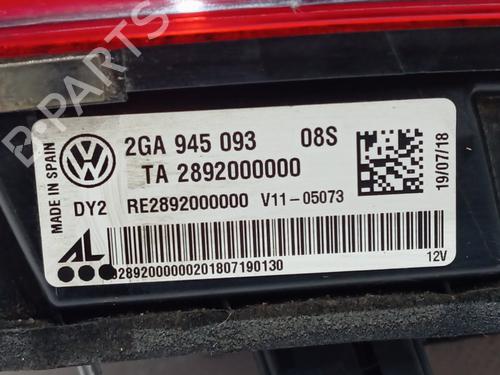 MADE IN SPAIN
2GA 945 093 08S
TA 2892000000
DY2 RE2892000000 V11-05073
19/07/18
AL
2892000000201807190130
12V
B-PARTS